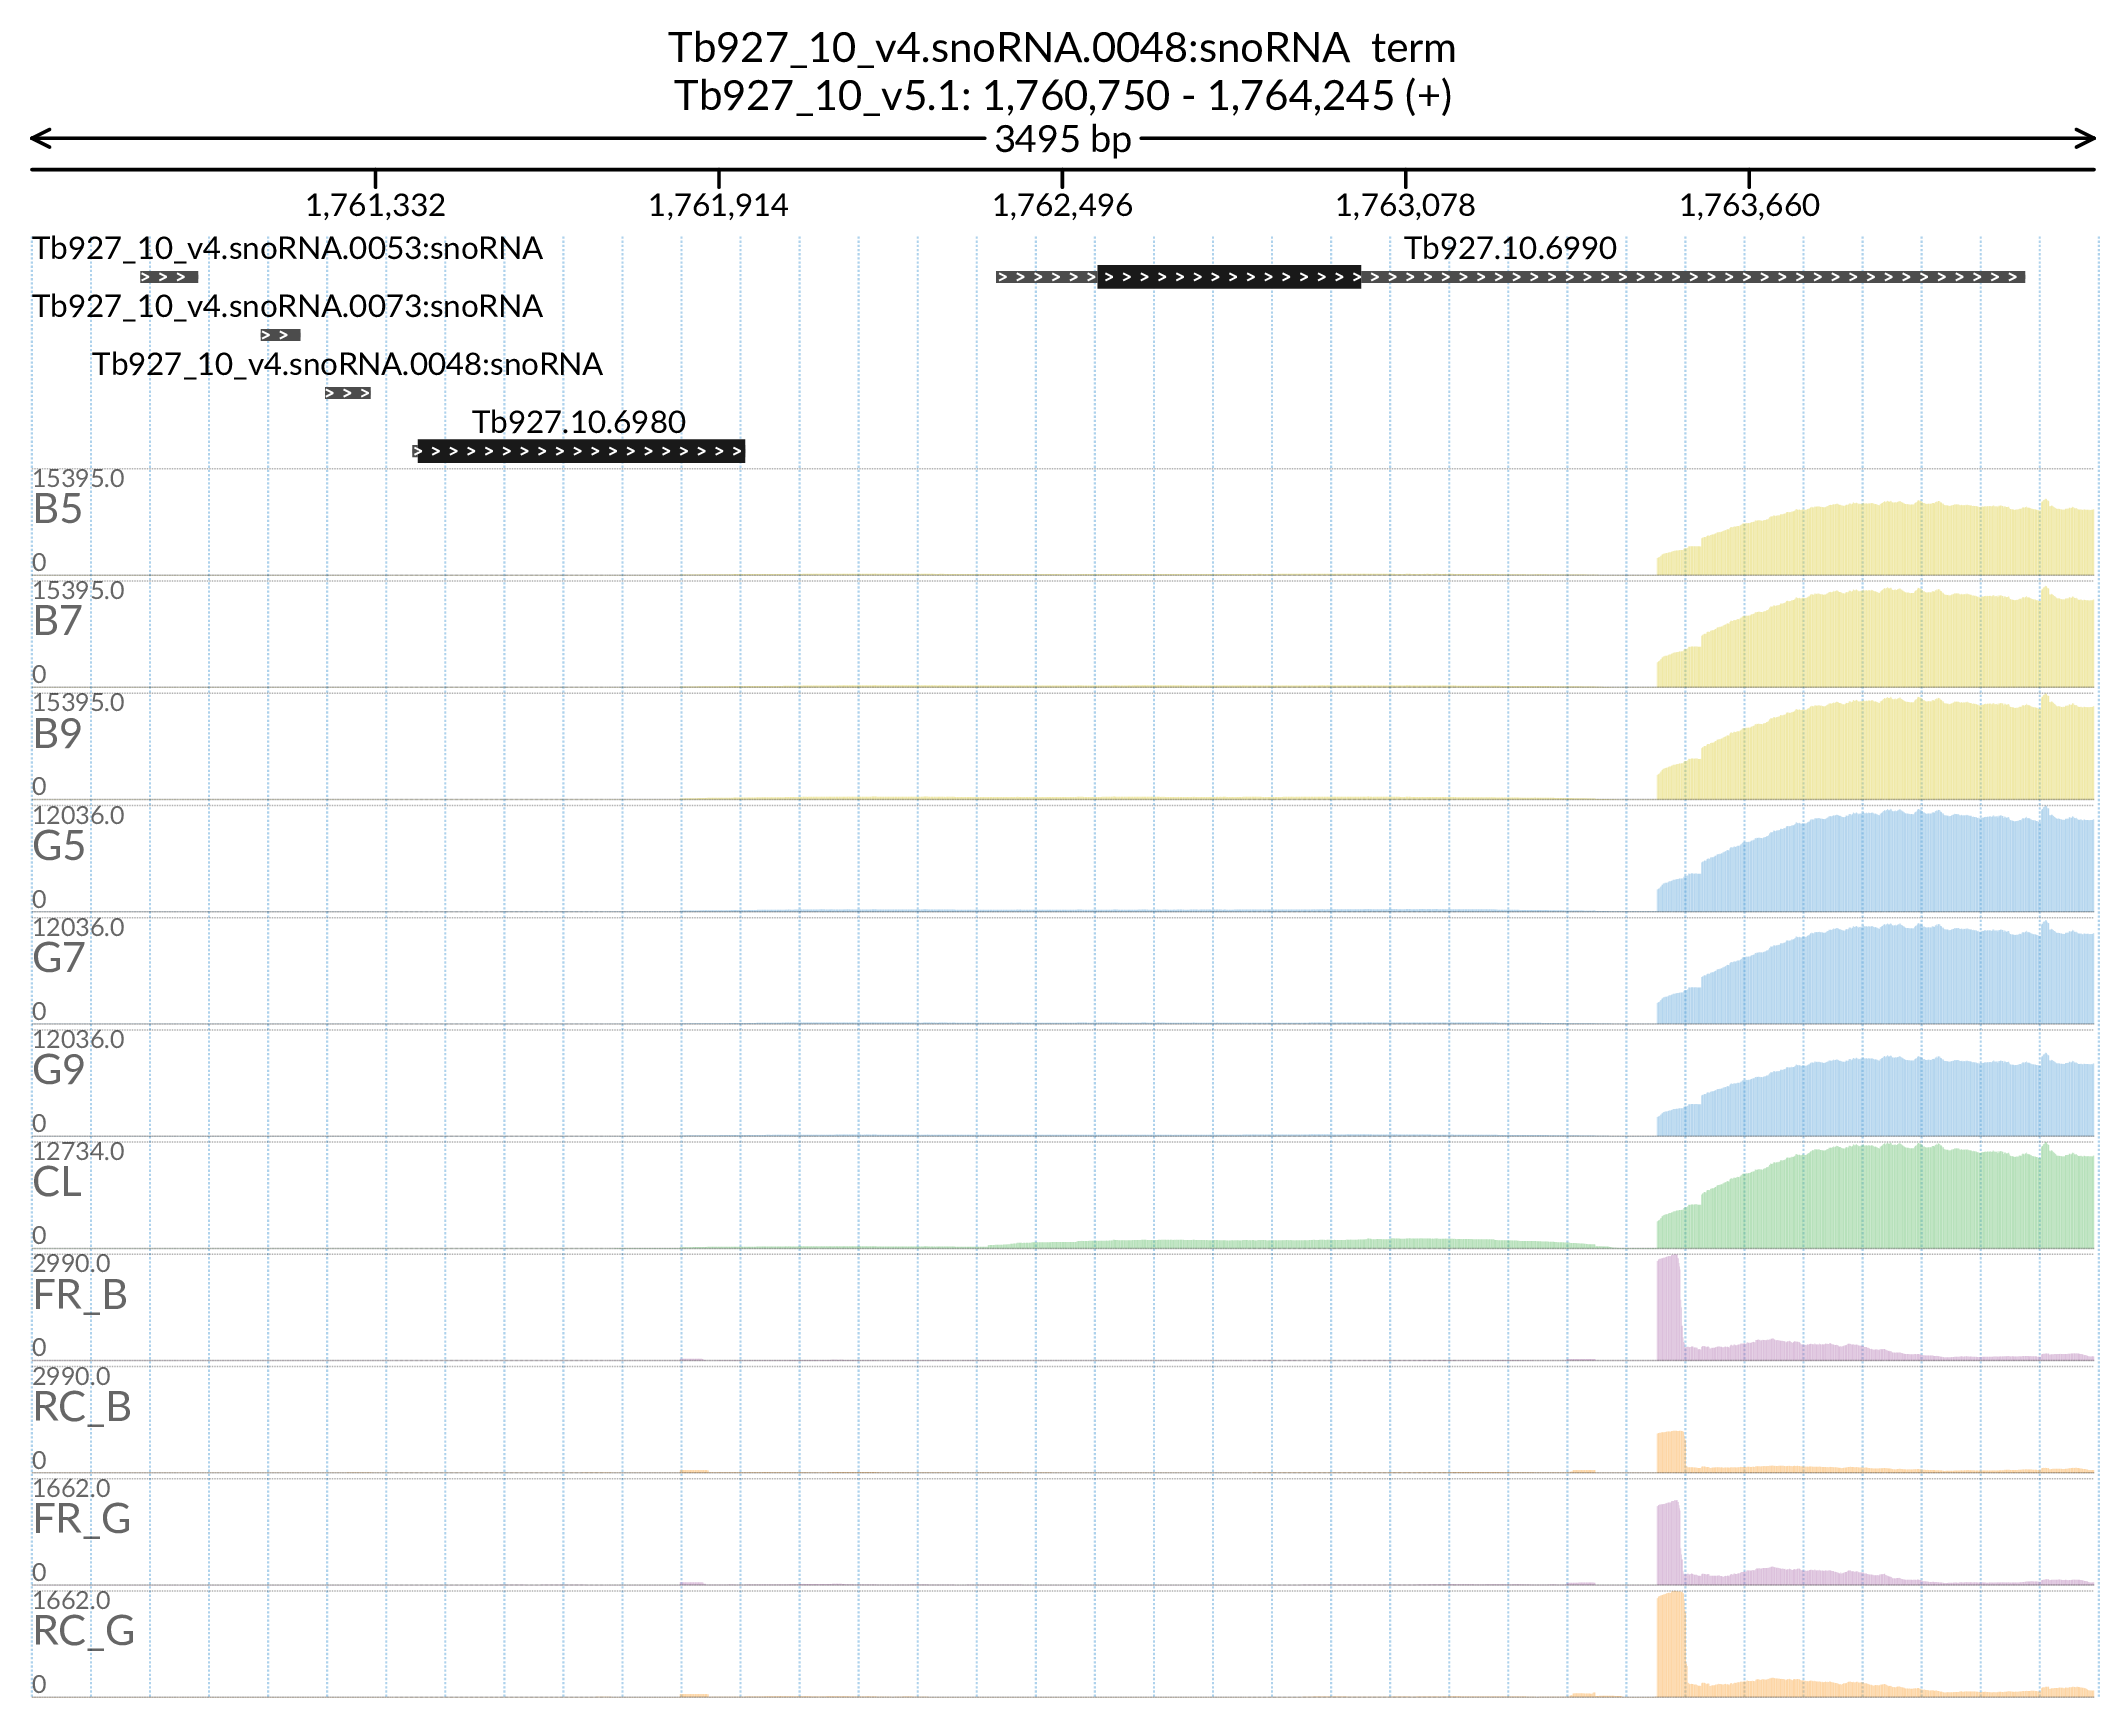 Tb927_10_v4.snoRNA.0048:snoRNA term
Tb927_10_v5.1: 1,760,750 - 1,764,245 (+)
3495 bp
1,761,332 1,761,914 1,762,496 1,763,078 1,763,660
Tb927_10_v4.snoRNA.0053:snoRNA Tb927.10.6990
Tb927_10_v4.snoRNA.0073:snoRNA
Tb927_10_v4.snoRNA.0048:snoRNA
Tb927.10.6980
15395.0
B5
0
15395.0
B7
0
15395.0
B9
0
12036.0
G5
0
12036.0
G7
0
12036.0
G9
0
12734.0
CL
0
2990.0
FR_B
0
2990.0
RC_B
0
1662.0
FR_G
0
1662.0
RC_G
0